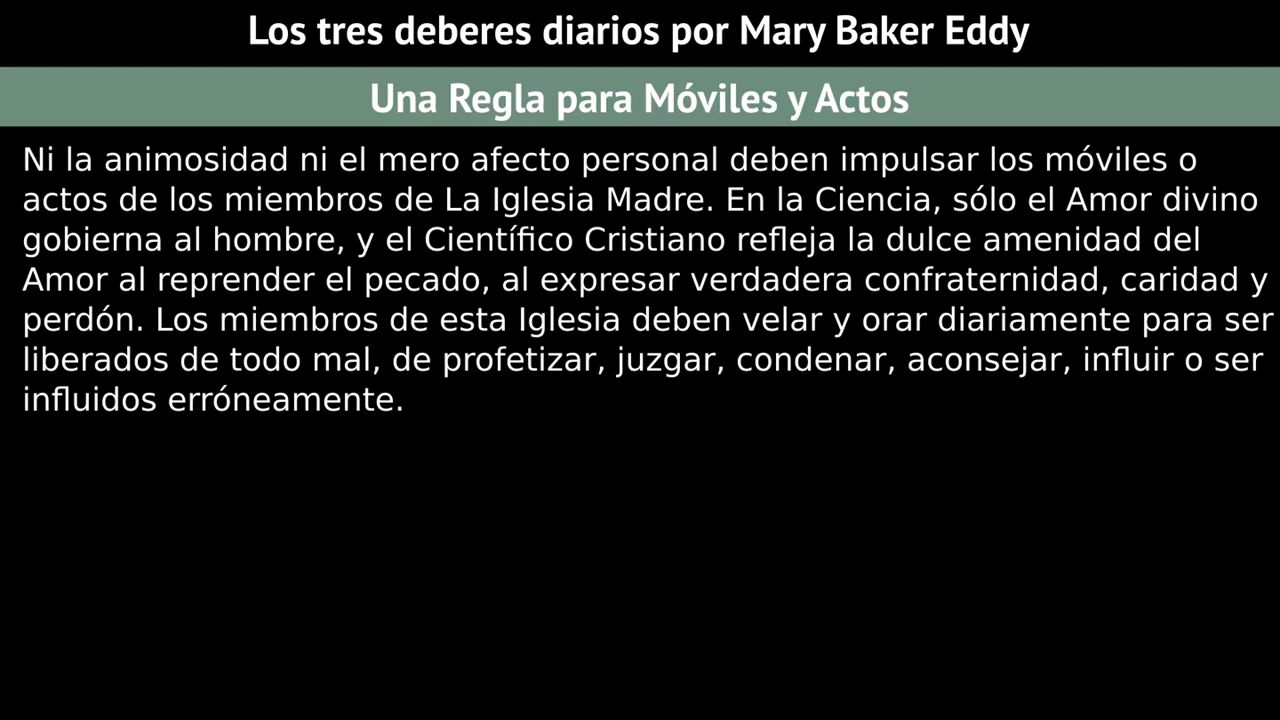 Los tres deberes diarios por Mary Baker Eddy
Una Regla para Móviles y Actos
Ni la animosidad ni el mero afecto personal deben impulsar los móviles o
actos de los miembros de La Iglesia Madre. En la Ciencia, sólo el Amor divino
gobierna al hombre, y el Científico Cristiano refleja la dulce amenidad del
Amor al reprender el pecado, al expresar verdadera confraternidad, caridad y
perdón. Los miembros de esta Iglesia deben velar y orar diariamente para ser
liberados de todo mal, de profetizar, juzgar, condenar, aconsejar, influir o ser
influidos erróneamente.